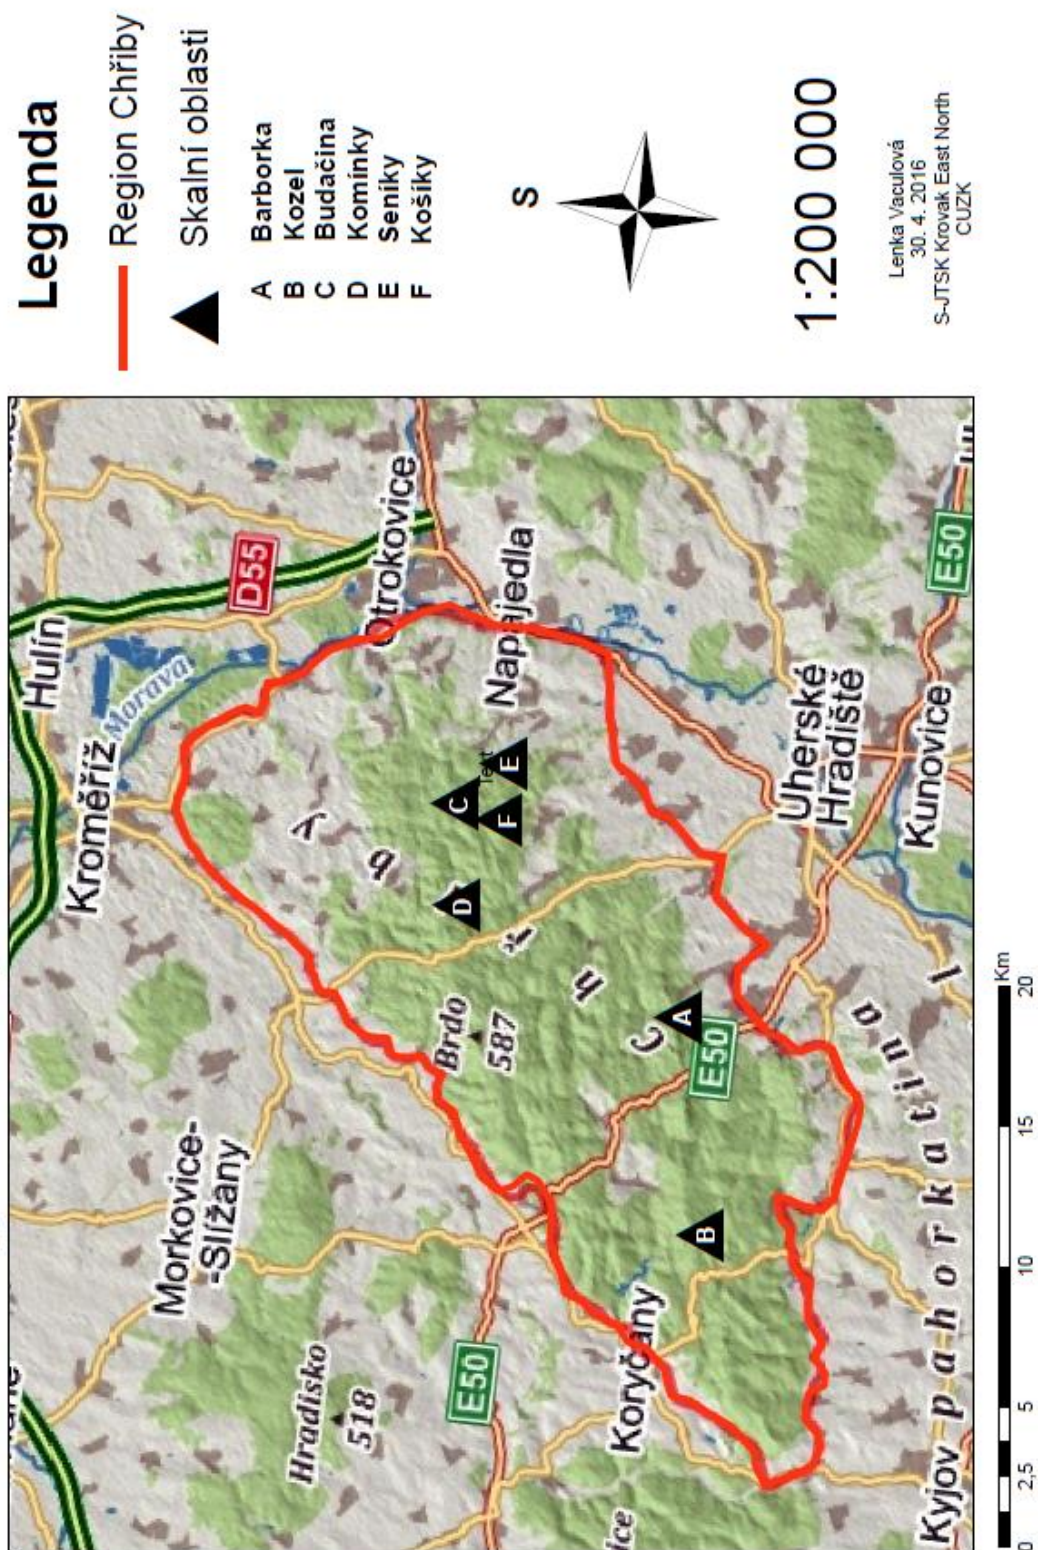 Legenda
Region Chřiby
Skalní oblasti
A Barborka
B Kozel
C Budačina
D Komínky
E Seníky
F Košíky
S
1:200 000
Lenka Vaculová
30. 4. 2016
S-JTSK Krovak East North
CUZK
Hulín
Kroměříž
Morava
D55
Otrokovice
Napajedla
Morkovice-
-Slížany
Brdo
587
Hradisko
518
E50
Koryčany
C h ř i b y
Text
A
B
C
D
E
F
E50
Uherské
Hradiště
Kunovice
E50
Kyjov
p a h o r k a t i n a
0 2,5 5 10 15 20
Km